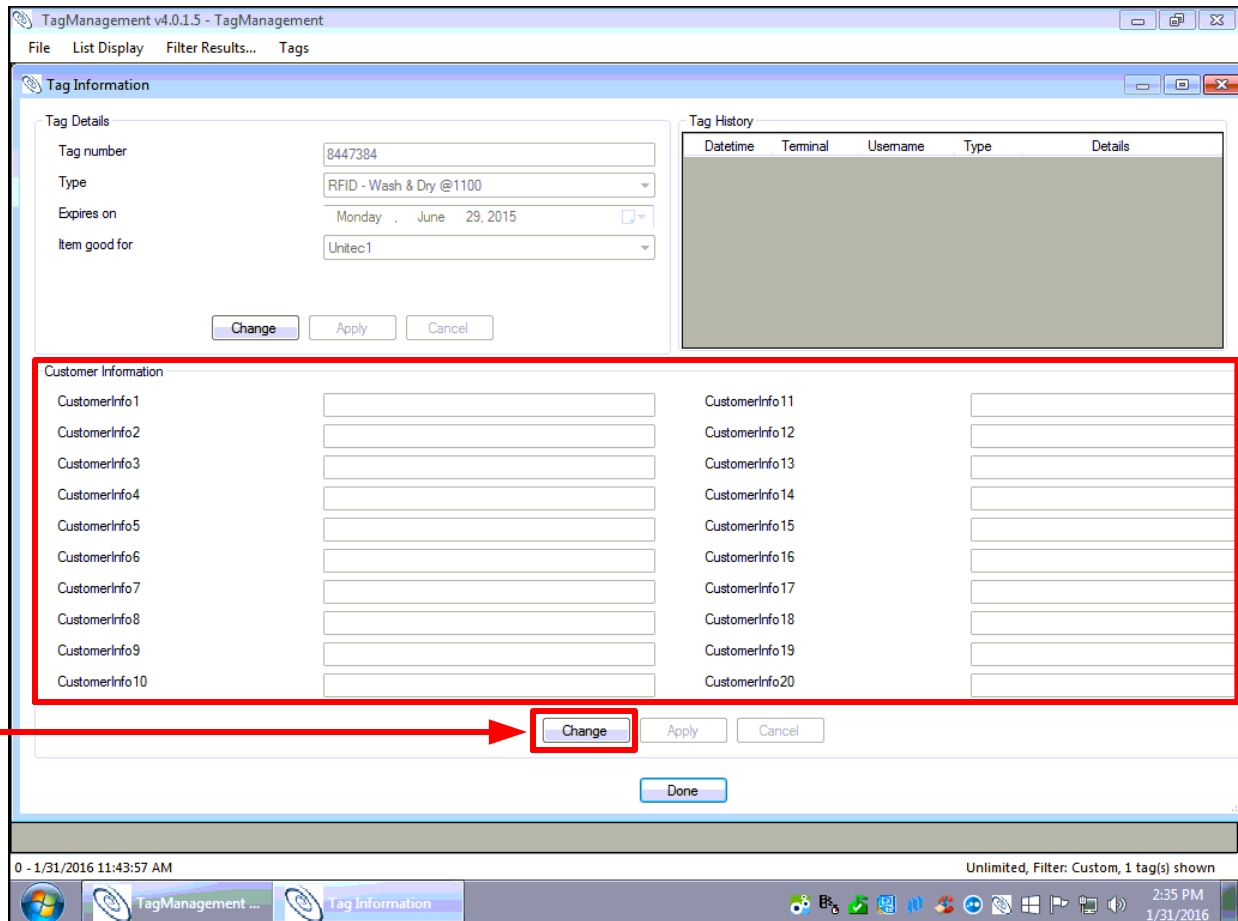 TagManagement v4.0.1.5 - TagManagement
File List Display Filter Results... Tags
Tag Information
Tag Details
Tag number 8447384
Type RFID - Wash & Dry @1100
Expires on Monday , June 29, 2015
Item good for Unitec1
Change Apply Cancel
Tag History
Datetime Terminal Username Type Details
Customer Information
CustomerInfo1 CustomerInfo11
CustomerInfo2 CustomerInfo12
CustomerInfo3 CustomerInfo13
CustomerInfo4 CustomerInfo14
CustomerInfo5 CustomerInfo15
CustomerInfo6 CustomerInfo16
CustomerInfo7 CustomerInfo17
CustomerInfo8 CustomerInfo18
CustomerInfo9 CustomerInfo19
CustomerInfo10 CustomerInfo20
Change Apply Cancel
Done
0 - 1/31/2016 11:43:57 AM Unlimited, Filter: Custom, 1 tag(s) shown
TagManagement ... Tag Information 2:35 PM
1/31/2016